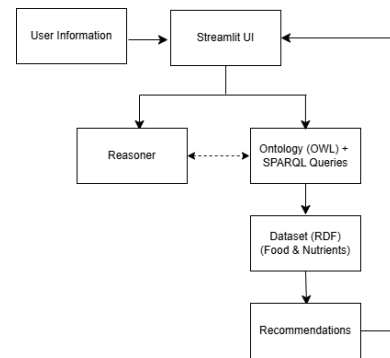 User Information
Streamlit UI
Reasoner
Ontology (OWL) +
SPARQL Queries
Dataset (RDF)
(Food & Nutrients)
Recommendations